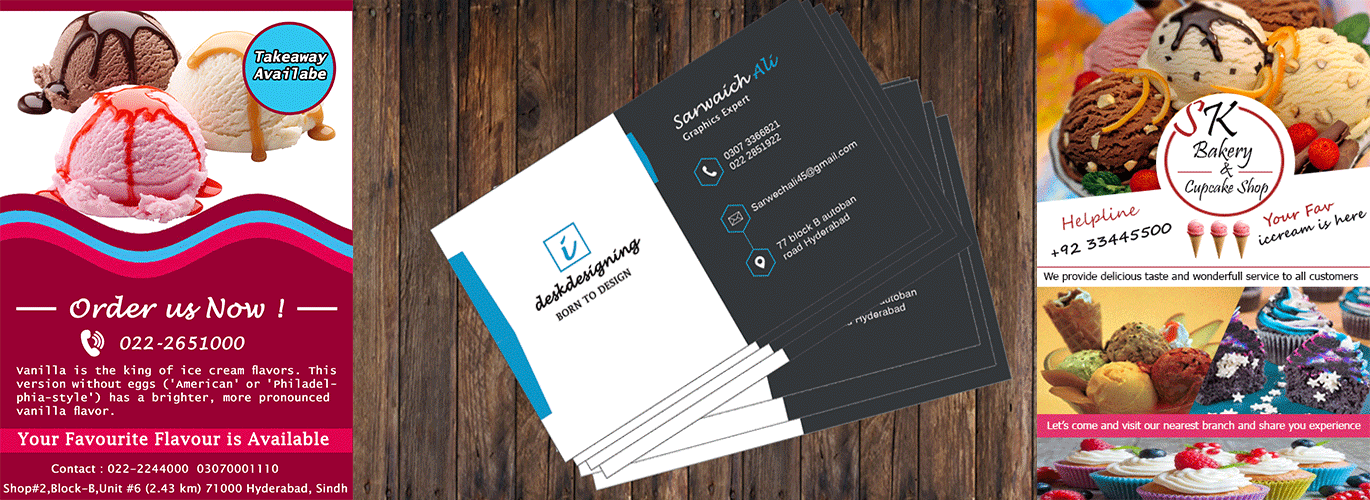 Takeaway
Availabe
Order us Now !
022-2651000
Vanilla is the king of ice cream flavors. This
version without eggs ('American' or 'Philadel-
phia-style') has a brighter, more pronounced
vanilla flavor.
Your Favourite Flavour is Available
Contact : 022-2244000 03070001110
Shop#2,Block-B,Unit #6 (2.43 km) 71000 Hyderabad, Sindh
i
deskdesigning
BORN TO DESIGN
Sarwaich Ali
Graphics Expert
0307 3366821
022 2851922
Sarwechali45@gmail.com
77 block B autoban
road Hyderabad
autoban
Hyderabad
SK
Bakery
&
Cupcake Shop
Helpline
+92 33445500
Your Fav
iccream is here
We provide delicious taste and wonderfull service to all customers
Let's come and visit our nearest branch and share you experience